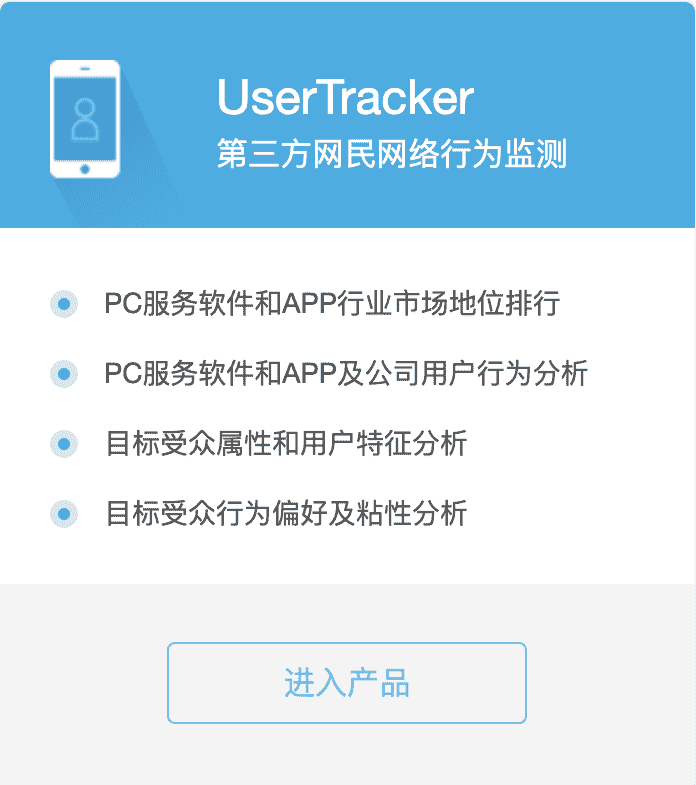 UserTracker
第三方网民网络行为监测
PC服务软件和APP行业市场地位排行
PC服务软件和APP及公司用户行为分析
目标受众属性和用户特征分析
目标受众行为偏好及粘性分析
进入产品